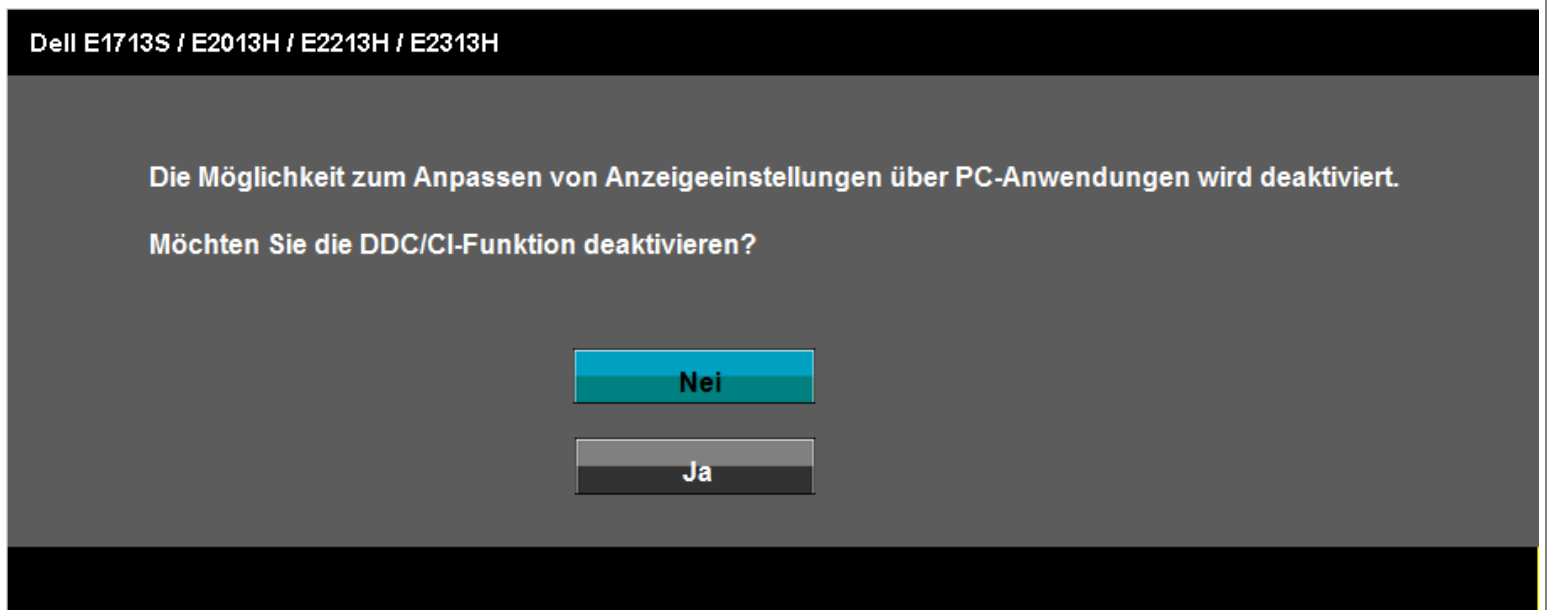 Dell E1713S / E2013H / E2213H / E2313H
Die Möglichkeit zum Anpassen von Anzeigeeinstellungen über PC-Anwendungen wird deaktiviert.
Möchten Sie die DDC/CI-Funktion deaktivieren?
Nei
Ja